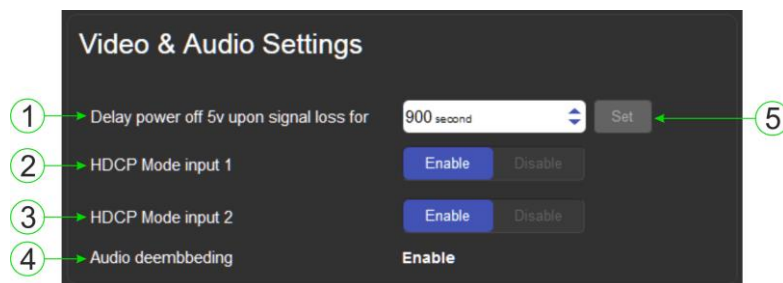 Video & Audio Settings
1 Delay power off 5v upon signal loss for 900 second Set 5
2 HDCP Mode input 1 Enable Disable
3 HDCP Mode input 2 Enable Disable
4 Audio deembbeding Enable